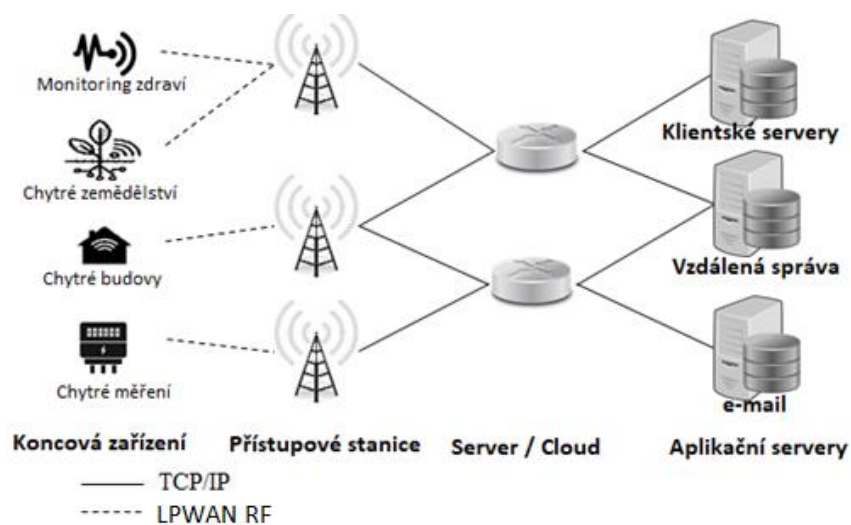 Monitoring zdraví
Klientské servery
Chytré zemědělství
Chytré budovy
Vzdálená správa
Chytré měření
e-mail
Koncová zařízení
Přístupové stanice
Server / Cloud
Aplikační servery
TCP/IP
LPWAN RF